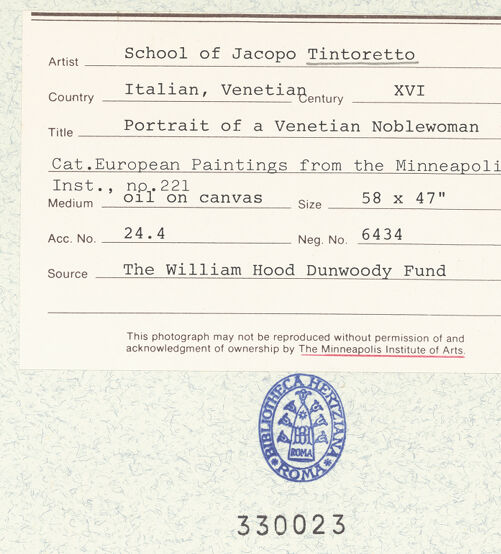 Artist School of Jacopo Tintoretto
Country Italian, Venetian Century XVI
Title Portrait of a Venetian Noblewoman
Cat.European Paintings from the Minneapoli
Inst., no.221
Medium oil on canvas Size 58 x 47"
Acc. No. 24.4 Neg. No. 6434
Source The William Hood Dunwoody Fund
This photograph may not be reproduced without permission of and
acknowledgment of ownership by The Minneapolis Institute of Arts.
BIBLIOTHECA HERTZIANA
ROMA
ROMA
330023